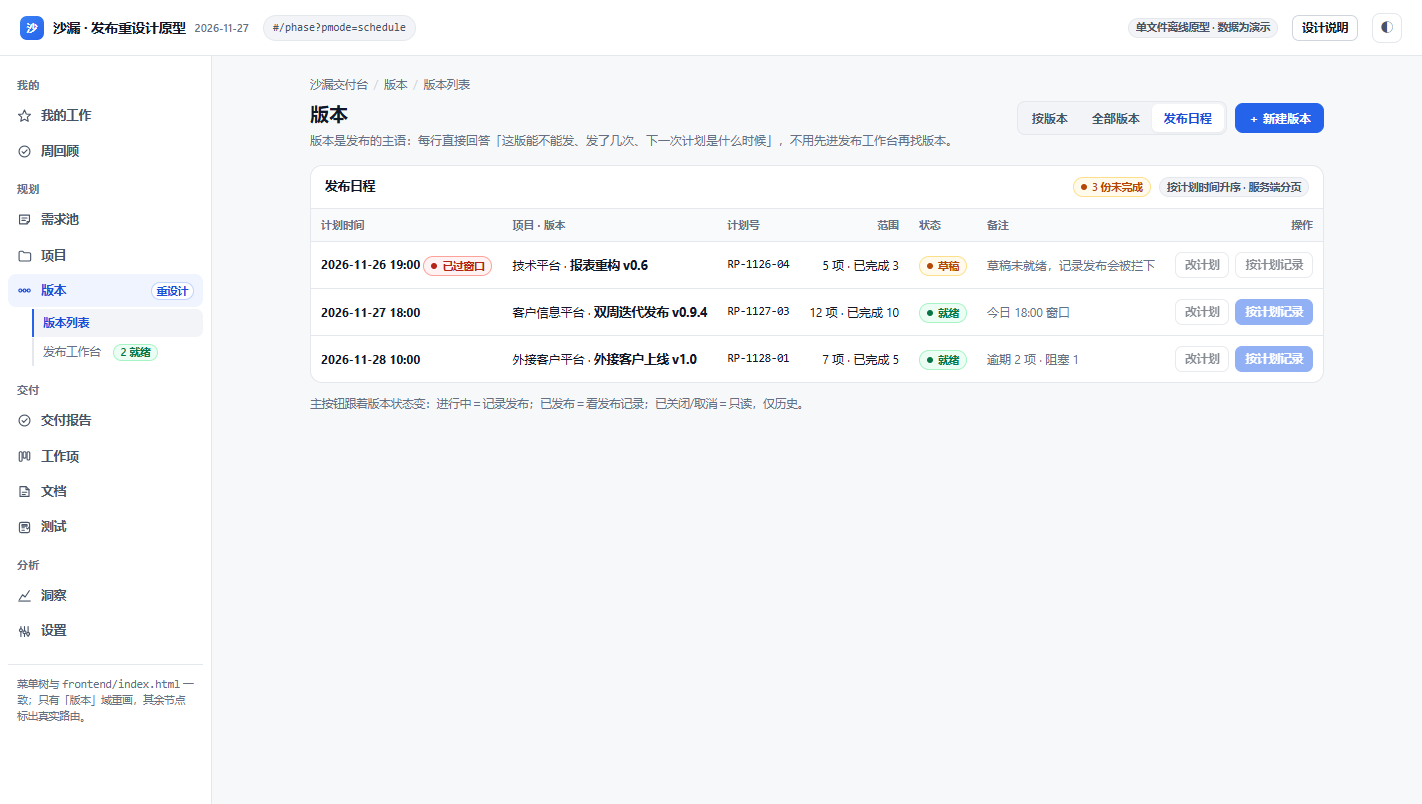 沙 沙漏 · 发布重设计原型 2026-11-27 #/phase?pmode=schedule 单文件离线原型 · 数据为演示 设计说明
我的
我的工作
周回顾
规划
需求池
项目
版本 重设计
版本列表
发布工作台 2 就绪
交付
交付报告
工作项
文档
测试
分析
洞察
设置
菜单树与 frontend/index.html 一
致；只有「版本」域重画，其余节点
标出真实路由。
沙漏交付台 / 版本 / 版本列表
版本
版本是发布的主语：每行直接回答「这版能不能发、发了几次、下一次计划是什么时候」，不用先进发布工作台再找版本。
按版本 全部版本 发布日程 + 新建版本
发布日程 3 份未完成 按计划时间升序 · 服务端分页
计划时间 项目 · 版本 计划号 范围 状态 备注 操作
2026-11-26 19:00 已过窗口 技术平台 · 报表重构 v0.6 RP-1126-04 5 项 · 已完成 3 草稿 草稿未就绪，记录发布会被拦下 改计划 按计划记录
2026-11-27 18:00 客户信息平台 · 双周迭代发布 v0.9.4 RP-1127-03 12 项 · 已完成 10 就绪 今日 18:00 窗口 改计划 按计划记录
2026-11-28 10:00 外接客户平台 · 外接客户上线 v1.0 RP-1128-01 7 项 · 已完成 5 就绪 逾期 2 项 · 阻塞 1 改计划 按计划记录
主按钮跟着版本状态变：进行中 = 记录发布；已发布 = 看发布记录；已关闭/取消 = 只读，仅历史。